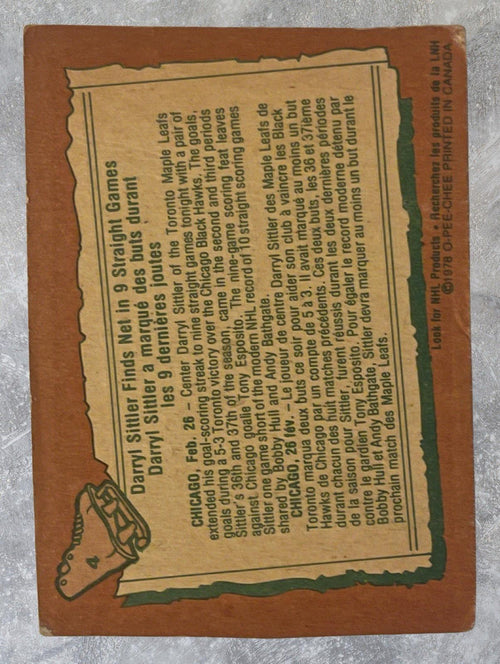 4
Darryl Sittler Finds Net in 9 Straight Games
Darryl Sittler a marqué des buts durant
les 9 dernières joutes
CHICAGO, Feb. 26 – Center Darryl Sittler of the Toronto Maple Leafs
extended his goal-scoring streak to nine straight games tonight with a pair of
goals during a 5-3 Toronto victory over the Chicago Black Hawks. The goals,
Sittler's 36th and 37th of the season, came in the second and third periods
against Chicago goalie Tony Esposito. The nine-game scoring feat leaves
Sittler one game short of the modern NHL record of 10 straight scoring games
shared by Bobby Hull and Andy Bathgate.
CHICAGO, 26 fév. – Le joueur de centre Darryl Sittler des Maple Leafs de
Toronto marqua deux buts ce soir pour aider son club à vaincre les Black
Hawks de Chicago par un compte de 5 à 3. Il avait marqué au moins un but
durant chacun des huit matches précédents. Ces deux buts, les 36 et 37ième
de la saison pour Sittler, furent réussis durant les deux dernières périodes
contre le gardien Tony Esposito. Pour égaler le record moderne détenu par
Bobby Hull et Andy Bathgate, Sittler devra marquer au moins un but durant le
prochain match des Maple Leafs.
Look for NHL Products • Recherchez les produits de la LNH
©1978 O-PEE-CHEE PRINTED IN CANADA